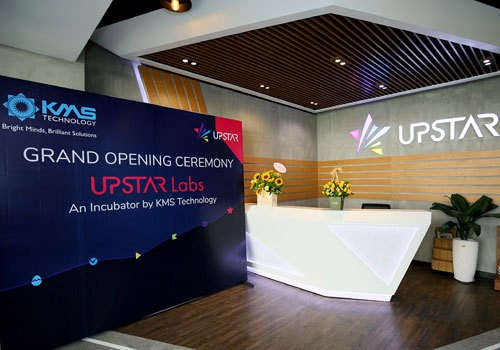 KMS
TECHNOLOGY
Bright Minds, Brilliant Solutions
UPSTAR
GRAND OPENING CEREMONY
UPSTAR Labs
An Incubator by KMS Technology
UPSTAR